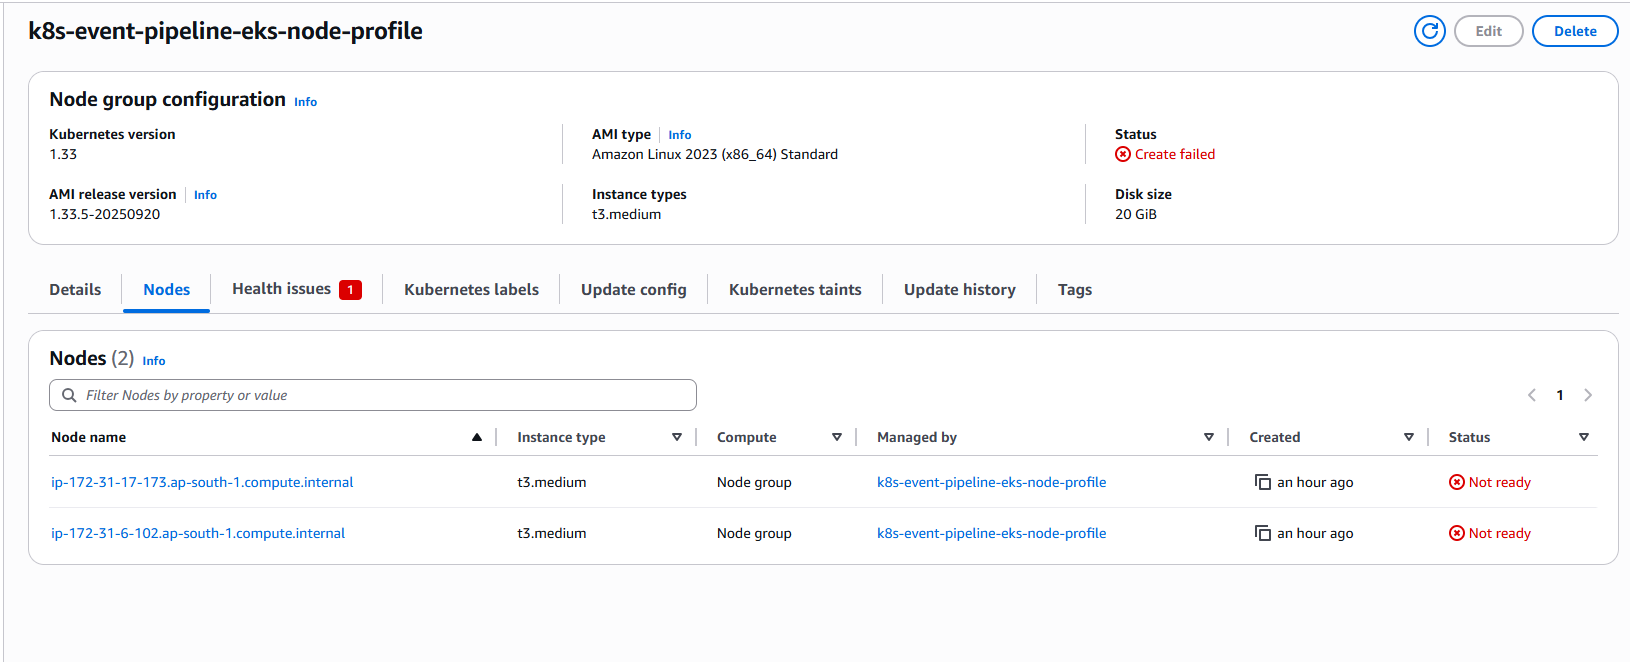 k8s-event-pipeline-eks-node-profile
Edit
Delete
Node group configuration Info
Kubernetes version
1.33
AMI type Info
Amazon Linux 2023 (x86_64) Standard
Status
Create failed
AMI release version Info
1.33.5-20250920
Instance types
t3.medium
Disk size
20 GiB
Details Nodes Health issues 1 Kubernetes labels Update config Kubernetes taints Update history Tags
Nodes (2) Info
Filter Nodes by property or value
1
Node name Instance type Compute Managed by Created Status
ip-172-31-17-173.ap-south-1.compute.internal t3.medium Node group k8s-event-pipeline-eks-node-profile an hour ago Not ready
ip-172-31-6-102.ap-south-1.compute.internal t3.medium Node group k8s-event-pipeline-eks-node-profile an hour ago Not ready